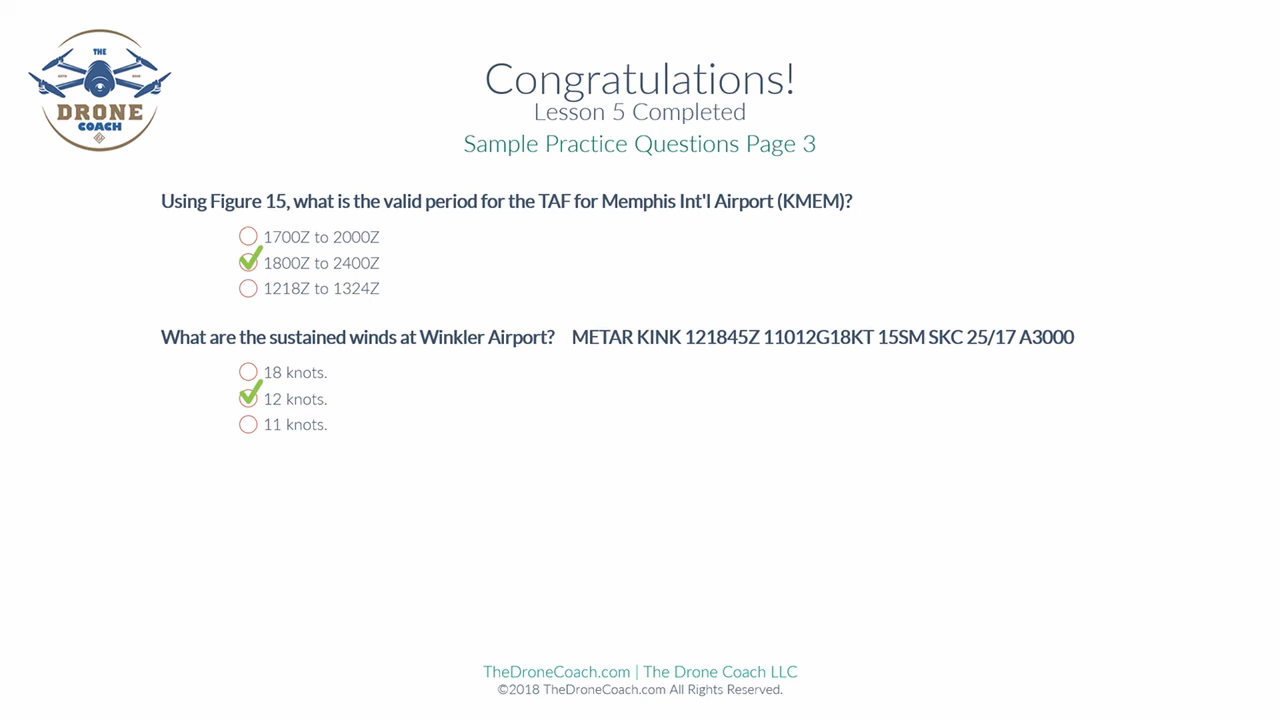 THE
DRONE
COACH
Congratulations!
Lesson 5 Completed
Sample Practice Questions Page 3
Using Figure 15, what is the valid period for the TAF for Memphis Int'l Airport (KMEM)?
1700Z to 2000Z
1800Z to 2400Z
1218Z to 1324Z
What are the sustained winds at Winkler Airport? METAR KINK 121845Z 11012G18KT 15SM SKC 25/17 A3000
18 knots.
12 knots.
11 knots.
TheDroneCoach.com | The Drone Coach LLC
©2018 TheDroneCoach.com All Rights Reserved.